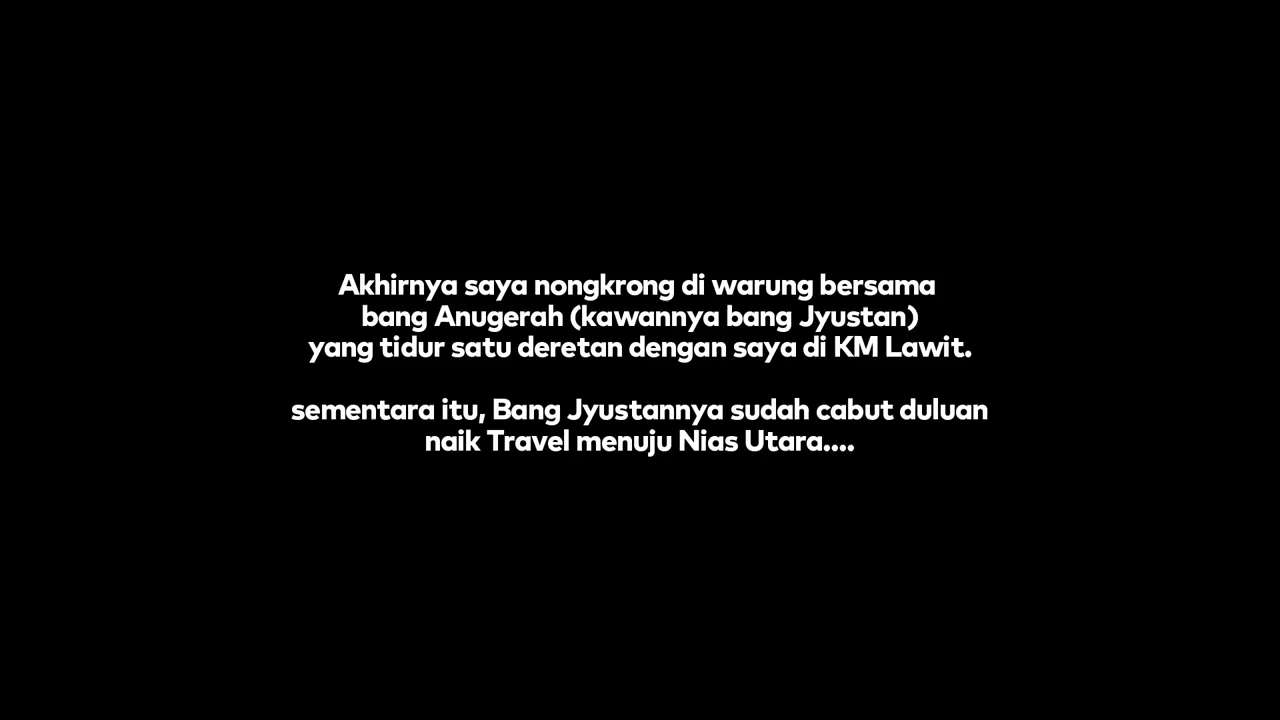 Akhirnya saya nongkrong di warung bersama
bang Anugerah (kawannya bang Jyustan)
yang tidur satu deretan dengan saya di KM Lawit.
sementara itu, Bang Jyustannya sudah cabut duluan
naik Travel menuju Nias Utara....